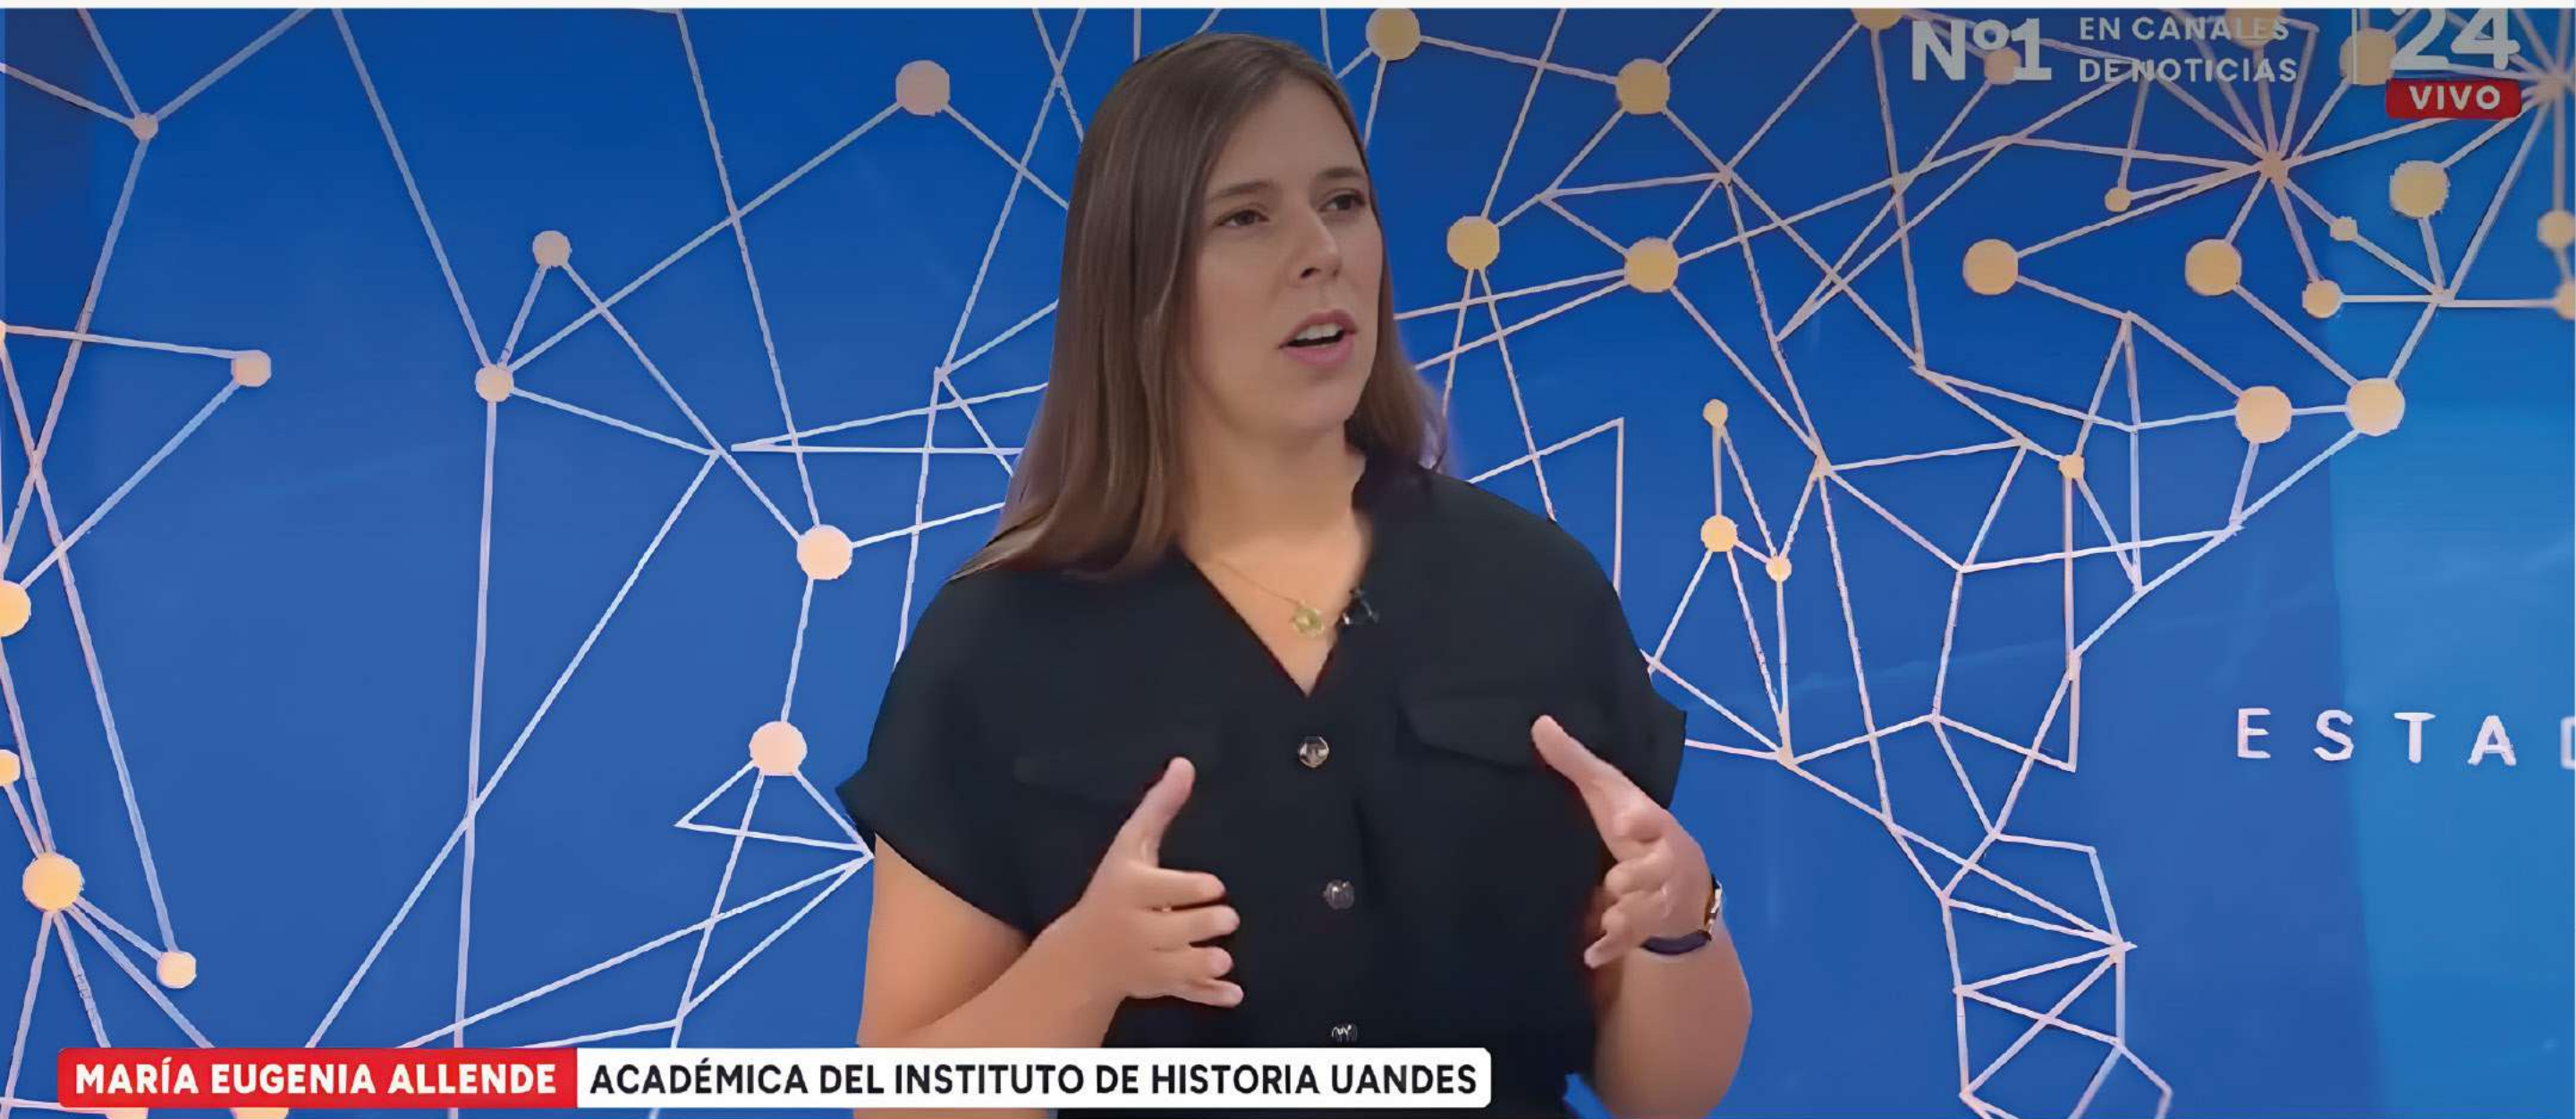 Nº1
EN CANALES
DE NOTICIAS
24
VIVO
ESTA
MARÍA EUGENIA ALLENDE
ACADÉMICA DEL INSTITUTO DE HISTORIA UANDES